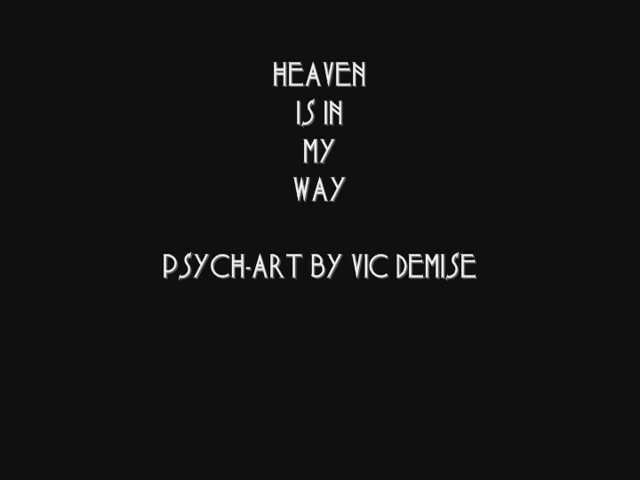 HEAVEN
IS IN
MY
WAY
PSYCH-ART BY VIC DEMISE